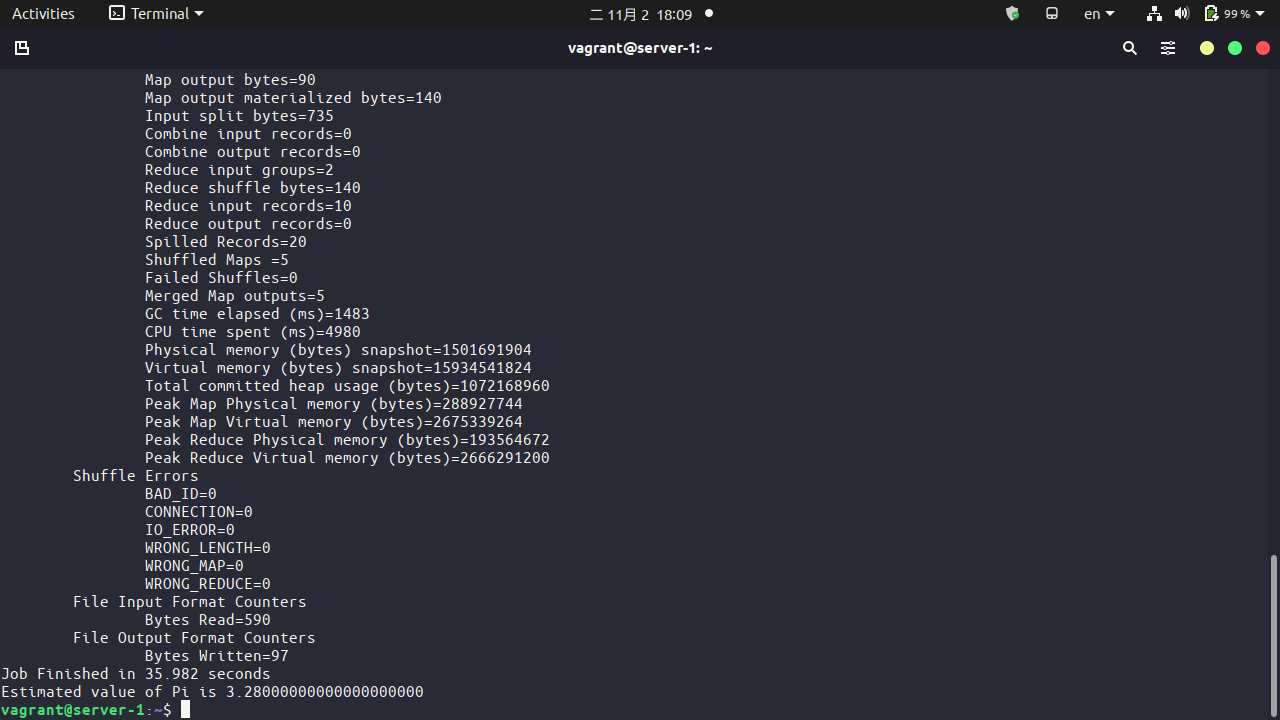 Activities Terminal 二 11月 2 18:09 en 99 %
vagrant@server-1: ~
Map output bytes=90
Map output materialized bytes=140
Input split bytes=735
Combine input records=0
Combine output records=0
Reduce input groups=2
Reduce shuffle bytes=140
Reduce input records=10
Reduce output records=0
Spilled Records=20
Shuffled Maps =5
Failed Shuffles=0
Merged Map outputs=5
GC time elapsed (ms)=1483
CPU time spent (ms)=4980
Physical memory (bytes) snapshot=1501691904
Virtual memory (bytes) snapshot=15934541824
Total committed heap usage (bytes)=1072168960
Peak Map Physical memory (bytes)=288927744
Peak Map Virtual memory (bytes)=2675339264
Peak Reduce Physical memory (bytes)=193564672
Peak Reduce Virtual memory (bytes)=2666291200
Shuffle Errors
BAD_ID=0
CONNECTION=0
IO_ERROR=0
WRONG_LENGTH=0
WRONG_MAP=0
WRONG_REDUCE=0
File Input Format Counters
Bytes Read=590
File Output Format Counters
Bytes Written=97
Job Finished in 35.982 seconds
Estimated value of Pi is 3.28000000000000000000
vagrant@server-1:~$